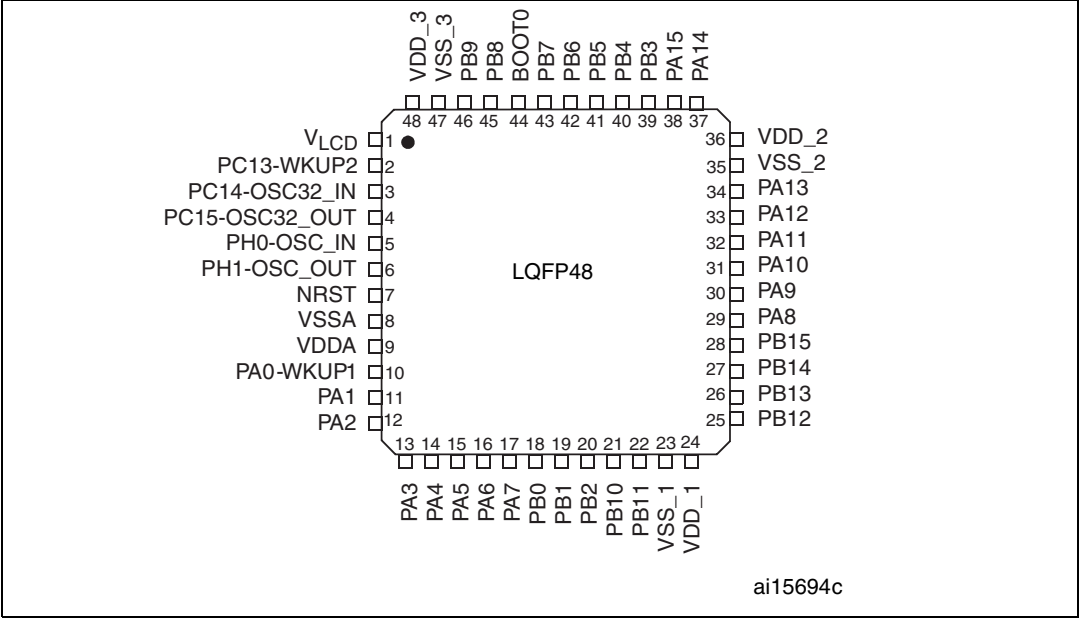 VDD_3
VSS_3
PB9
PB8
BOOT0
PB7
PB6
PB5
PB4
PB3
PA15
PA14
48 47 46 45 44 43 42 41 40 39 38 37
VLCD 1
PC13-WKUP2 2
PC14-OSC32_IN 3
PC15-OSC32_OUT 4
PH0-OSC_IN 5
PH1-OSC_OUT 6
NRST 7
VSSA 8
VDDA 9
PA0-WKUP1 10
PA1 11
PA2 12
LQFP48
36 VDD_2
35 VSS_2
34 PA13
33 PA12
32 PA11
31 PA10
30 PA9
29 PA8
28 PB15
27 PB14
26 PB13
25 PB12
13 14 15 16 17 18 19 20 21 22 23 24
PA3
PA4
PA5
PA6
PA7
PB0
PB1
PB2
PB10
PB11
VSS_1
VDD_1
ai15694c